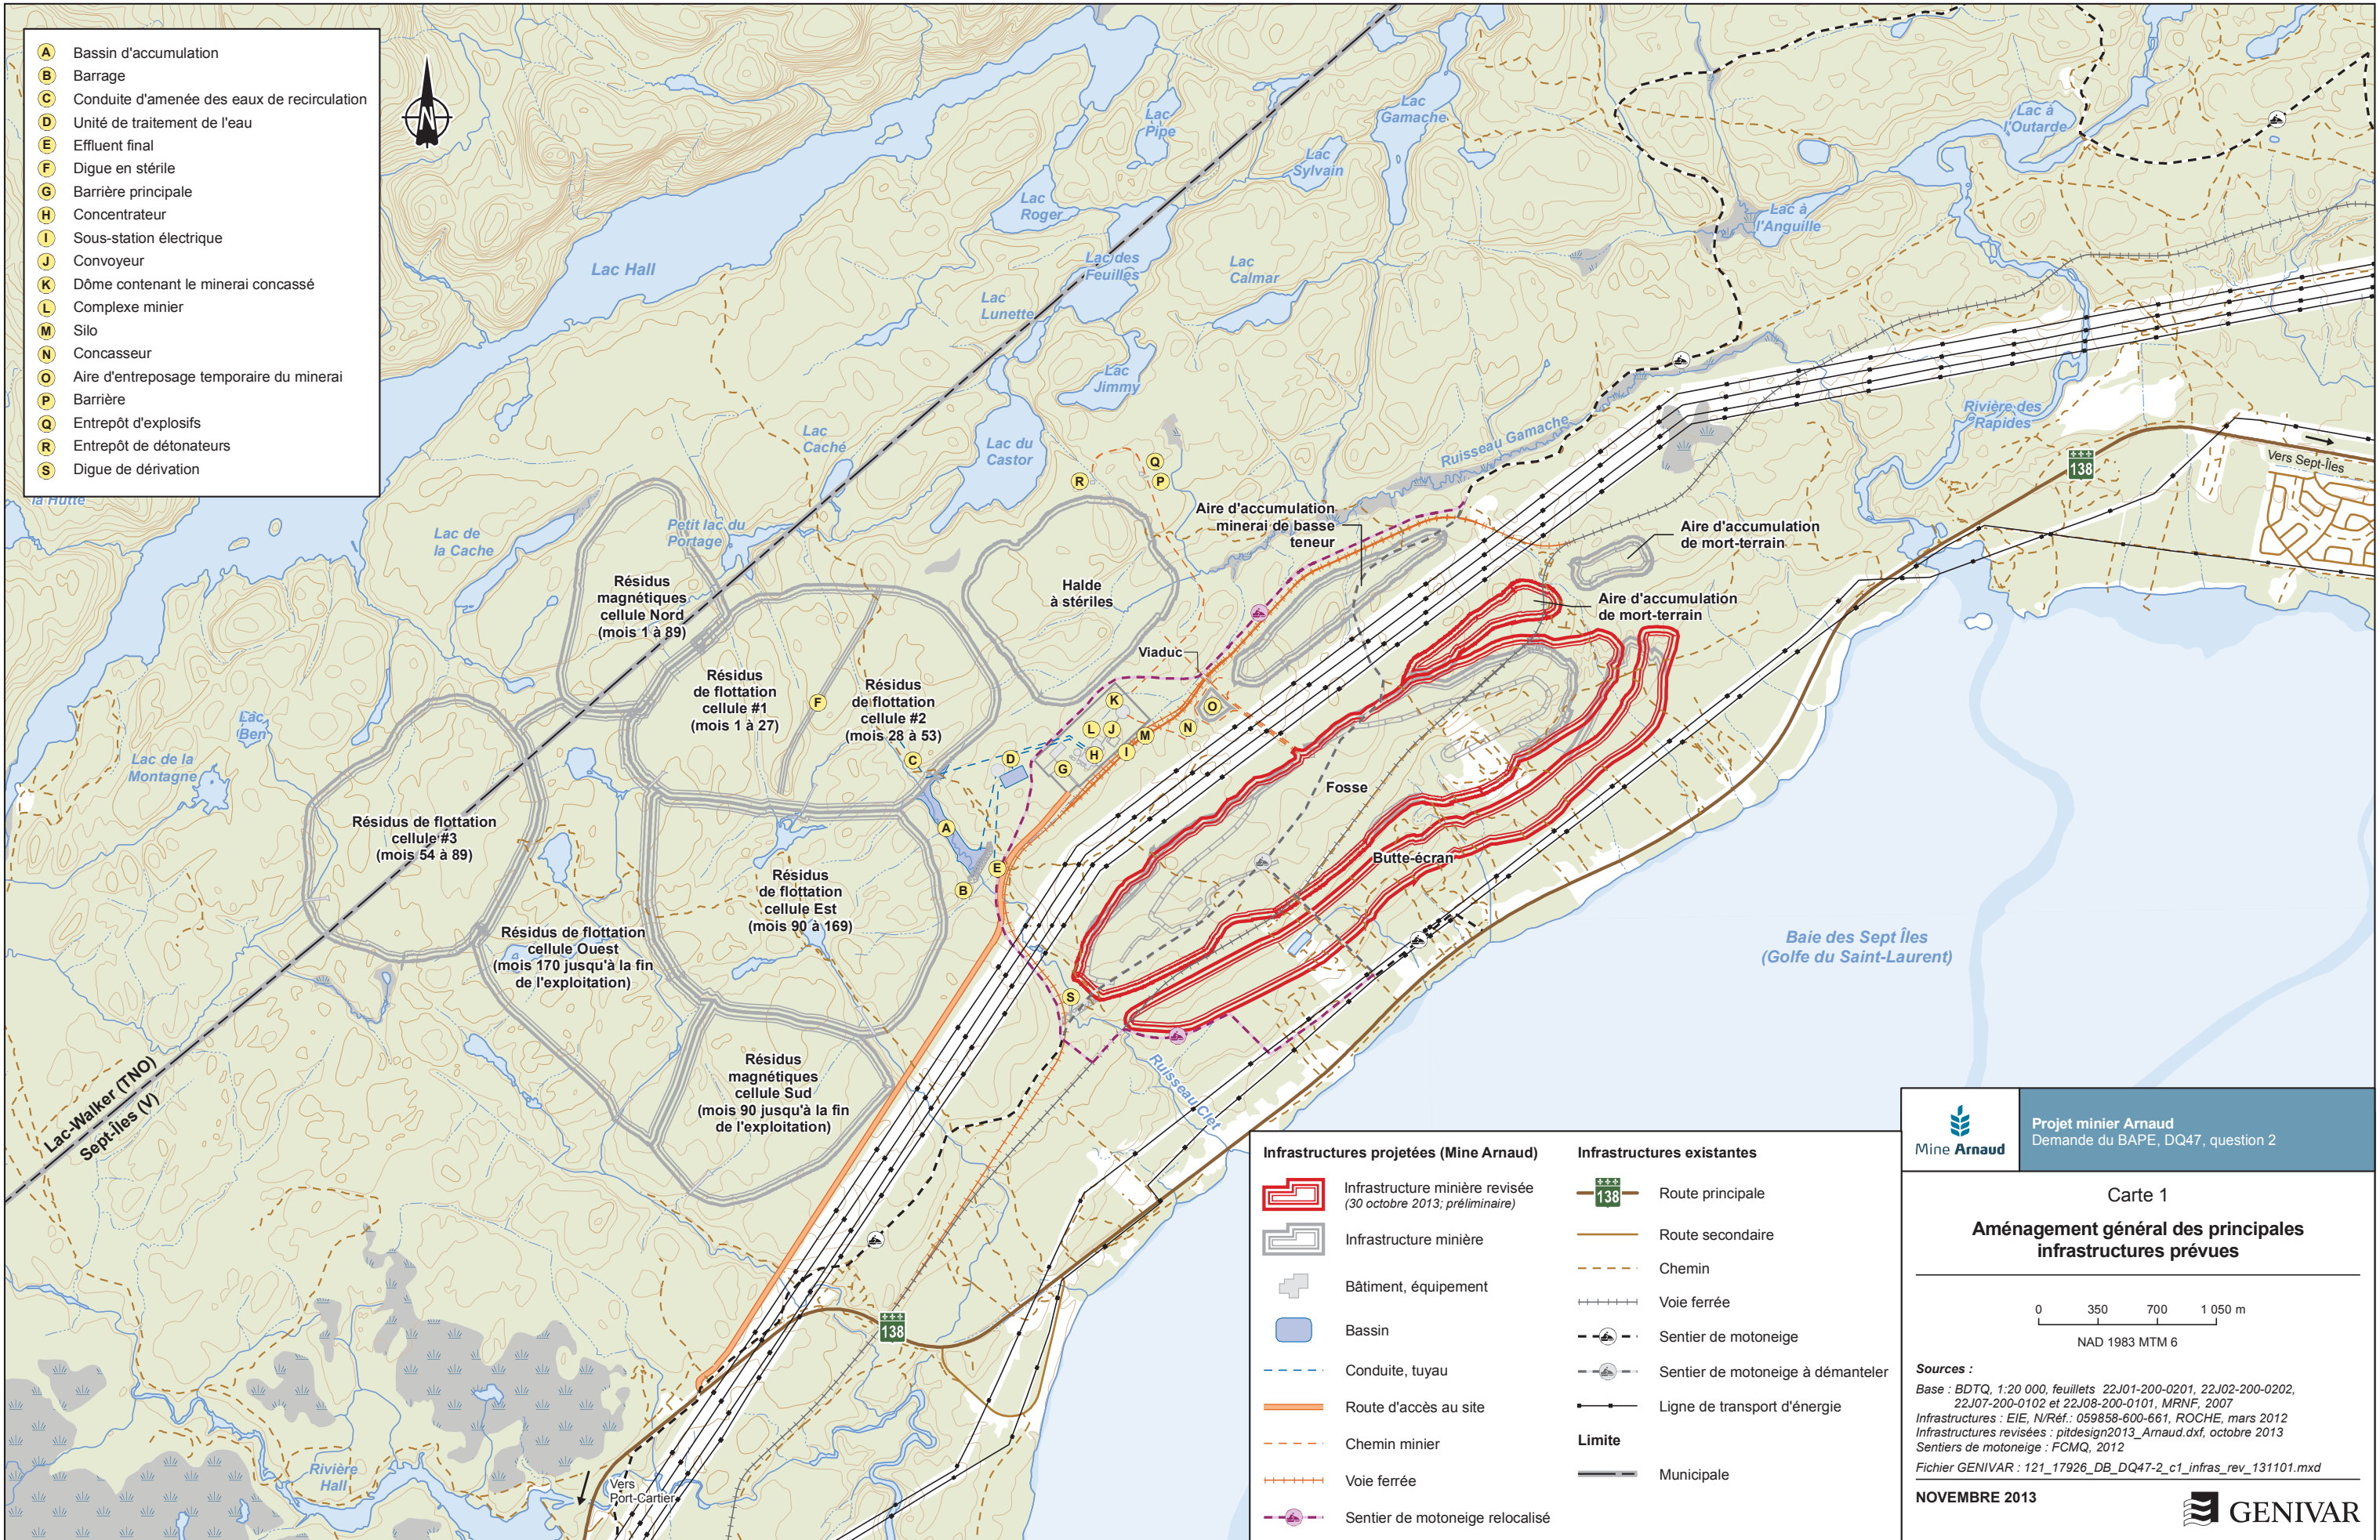 A Bassin d'accumulation
B Barrage
C Conduite d'amenée des eaux de recirculation
D Unité de traitement de l'eau
E Effluent final
F Digue en stérile
G Barrière principale
H Concentrateur
I Sous-station électrique
J Convoyeur
K Dôme contenant le minerai concassé
L Complexe minier
M Silo
N Concasseur
O Aire d'entreposage temporaire du minerai
P Barrière
Q Entrepôt d'explosifs
R Entrepôt de détonateurs
S Digue de dérivation
N
la Hutte
Lac Hall
Lac
Pipe
Lac
Gamache
Lac
Sylvain
Lac
Roger
Lac des
Feuilles
Lac
Calmar
Lac
Lunette
Lac
Jimmy
Lac à
l'Outarde
Lac à
l'Anguille
Rivière des
Rapides
138
Vers Sept-Îles
Ruisseau Gamache
Lac
Caché
Lac du
Castor
Lac de
la Cache
Petit lac du
Portage
R
Q
P
Aire d'accumulation
minerai de basse
teneur
Aire d'accumulation
de mort-terrain
Aire d'accumulation
de mort-terrain
Résidus
magnétiques
cellule Nord
(mois 1 à 89)
Halde
à stériles
Viaduc
Résidus
de flottation
cellule #1
(mois 1 à 27)
F
Résidus
de flottation
cellule #2
(mois 28 à 53)
K
L
J
O
N
M
I
H
G
D
C
A
B
E
S
Lac
Ben
Lac de la
Montagne
Fosse
Butte-écran
Résidus de flottation
cellule #3
(mois 54 à 89)
Résidus
de flottation
cellule Est
(mois 90 à 169)
Résidus de flottation
cellule Ouest
(mois 170 jusqu'à la fin
de l'exploitation)
Résidus
magnétiques
cellule Sud
(mois 90 jusqu'à la fin
de l'exploitation)
Baie des Sept Îles
(Golfe du Saint-Laurent)
Ruisseau Clet
Lac-Walker (TNO)
Sept-Îles (V)
138
Rivière
Hall
Vers
Port-Cartier
Infrastructures projetées (Mine Arnaud)
Infrastructure minière revisée
(30 octobre 2013; préliminaire)
Infrastructure minière
Bâtiment, équipement
Bassin
Conduite, tuyau
Route d'accès au site
Chemin minier
Voie ferrée
Sentier de motoneige relocalisé
Infrastructures existantes
138 Route principale
Route secondaire
Chemin
Voie ferrée
Sentier de motoneige
Sentier de motoneige à démanteler
Ligne de transport d'énergie
Limite
Municipale
Mine Arnaud
Projet minier Arnaud
Demande du BAPE, DQ47, question 2
Carte 1
Aménagement général des principales
infrastructures prévues
0 350 700 1 050 m
NAD 1983 MTM 6
Sources :
Base : BDTQ, 1:20 000, feuillets 22J01-200-0201, 22J02-200-0202,
22J07-200-0102 et 22J08-200-0101, MRNF, 2007
Infrastructures : EIE, N/Réf.: 059858-600-661, ROCHE, mars 2012
Infrastructures revisées : pitdesign2013_Arnaud.dxf, octobre 2013
Sentiers de motoneige : FCMQ, 2012
Fichier GENIVAR : 121_17926_DB_DQ47-2_c1_infras_rev_131101.mxd
NOVEMBRE 2013
GENIVAR